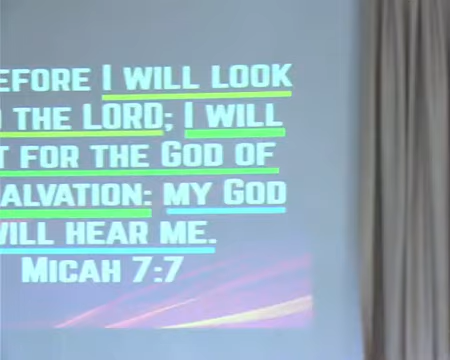 EFORE I WILL LOOK
THE LORD; I WILL
T FOR THE GOD OF
ALVATION: MY GOD
WILL HEAR ME.
MICAH 7:7